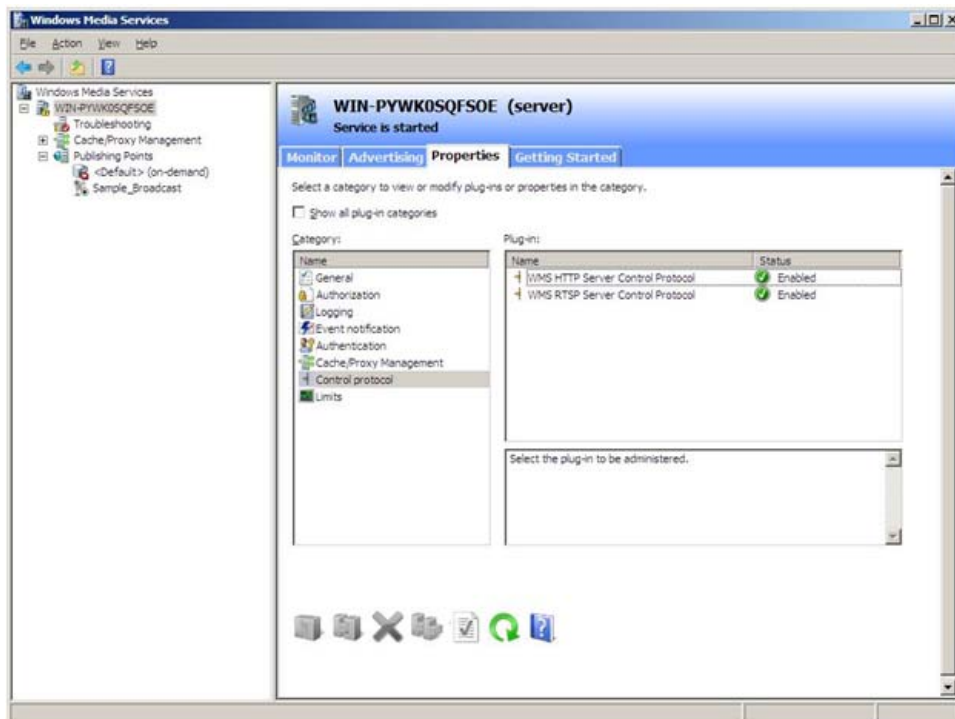 Windows Media Services
File Action View Help
Windows Media Services
WIN-PYWK0SQFSOE
Troubleshooting
Cache/Proxy Management
Publishing Points
<Default> (on-demand)
Sample_Broadcast
WIN-PYWK0SQFSOE (server)
Service is started
Monitor Advertising Properties Getting Started
Select a category to view or modify plug-ins or properties in the category.
Show all plug-in categories
Category:
Name
General
Authorization
Logging
Event notification
Authentication
Cache/Proxy Management
Control protocol
Limits
Plug-in:
Name Status
WMS HTTP Server Control Protocol Enabled
WMS RTSP Server Control Protocol Enabled
Select the plug-in to be administered.